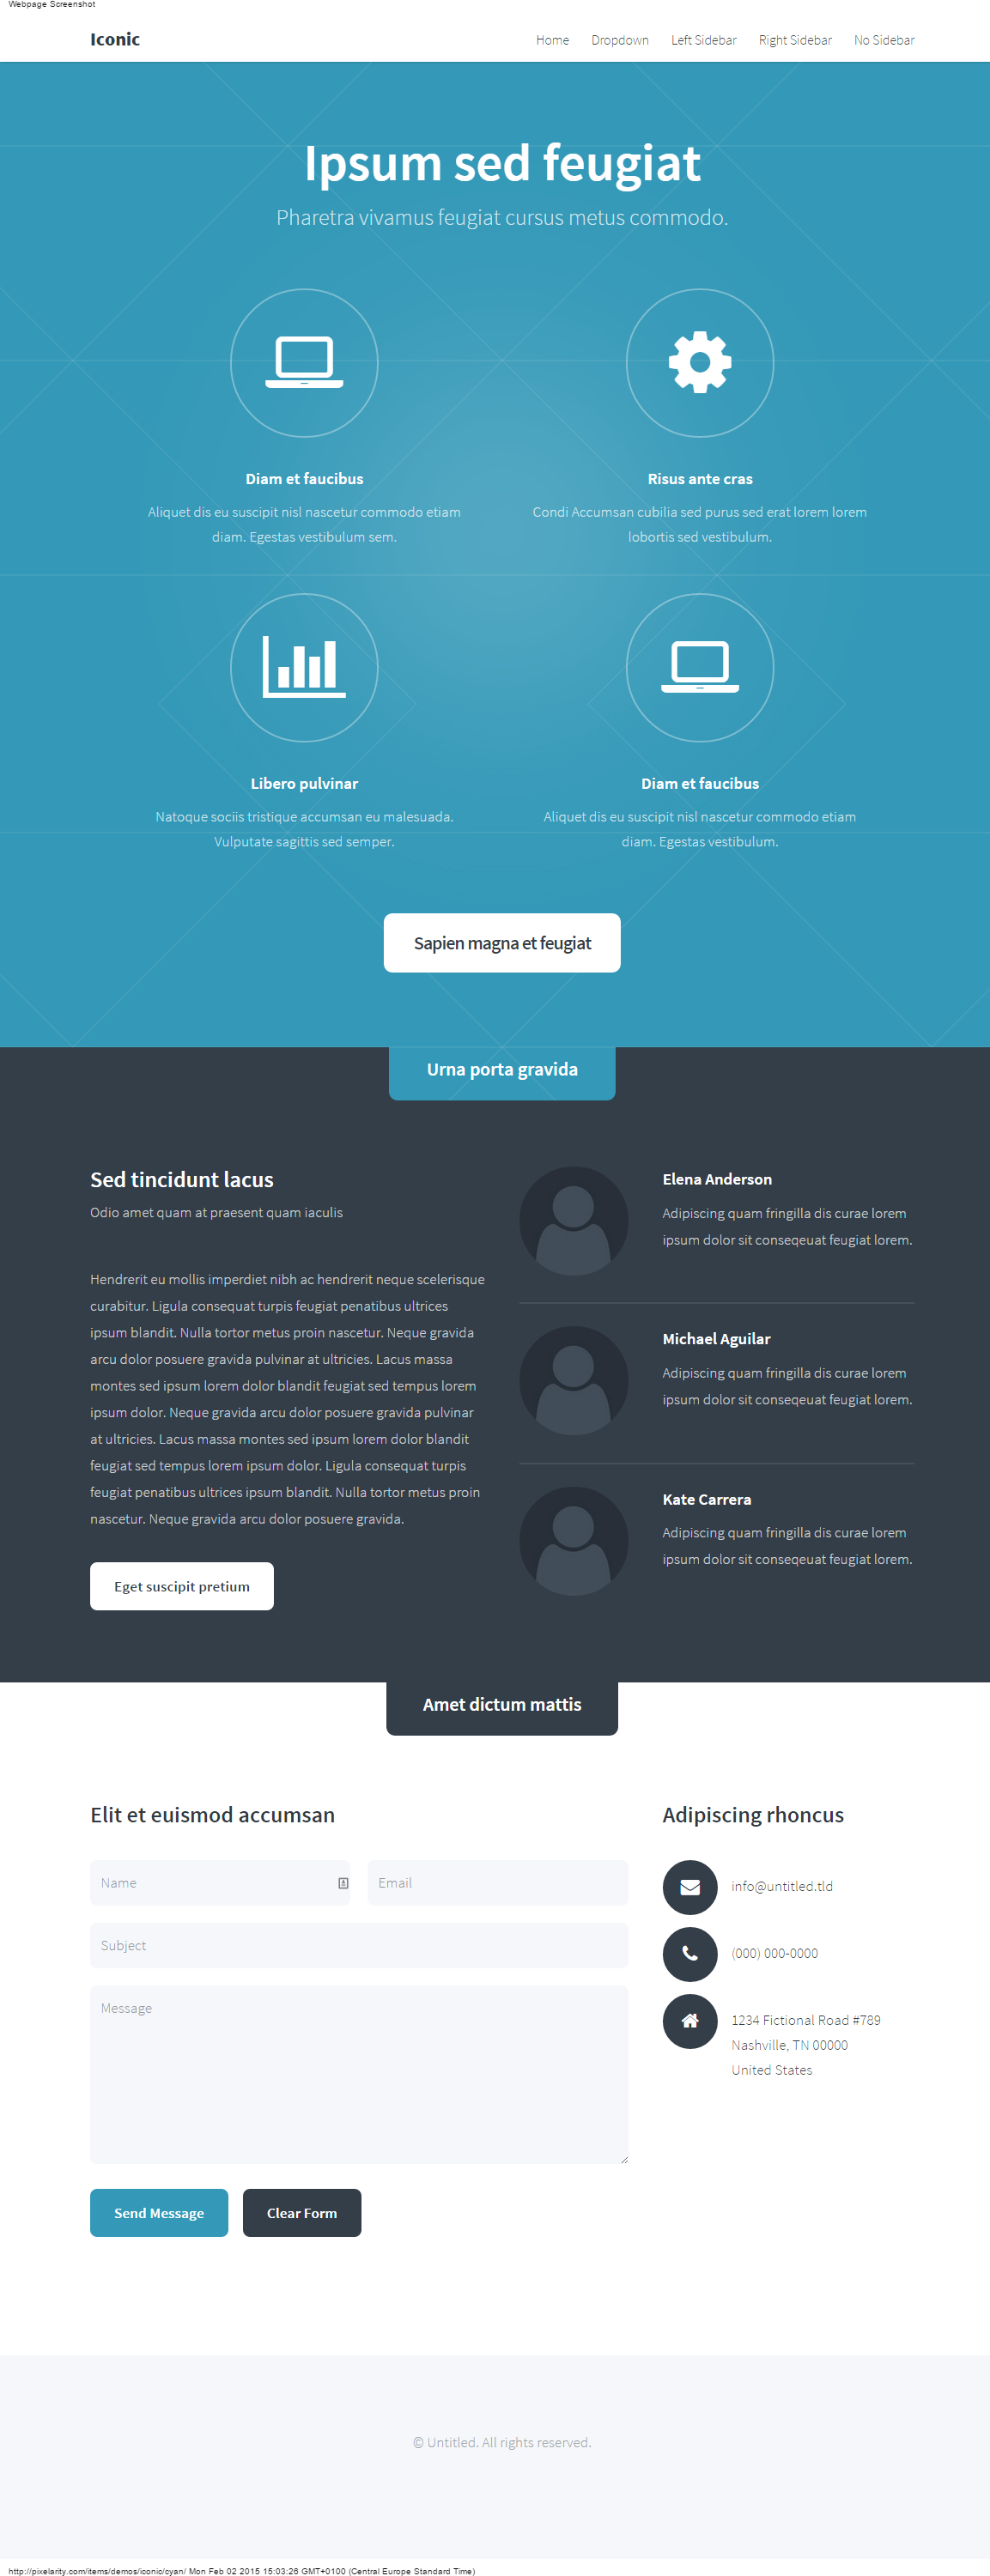 Webpage Screenshot
Iconic
Home Dropdown Left Sidebar Right Sidebar No Sidebar
Ipsum sed feugiat
Pharetra vivamus feugiat cursus metus commodo.
Diam et faucibus
Aliquet dis eu suscipit nisl nascetur commodo etiam
diam. Egestas vestibulum sem.
Risus ante cras
Condi Accumsan cubilia sed purus sed erat lorem lorem
lobortis sed vestibulum.
Libero pulvinar
Natoque sociis tristique accumsan eu malesuada.
Vulputate sagittis sed semper.
Diam et faucibus
Aliquet dis eu suscipit nisl nascetur commodo etiam
diam. Egestas vestibulum.
Sapien magna et feugiat
Urna porta gravida
Sed tincidunt lacus
Odio amet quam at praesent quam iaculis
Hendrerit eu mollis imperdiet nibh ac hendrerit neque scelerisque
curabitur. Ligula consequat turpis feugiat penatibus ultrices
ipsum blandit. Nulla tortor metus proin nascetur. Neque gravida
arcu dolor posuere gravida pulvinar at ultricies. Lacus massa
montes sed ipsum lorem dolor blandit feugiat sed tempus lorem
ipsum dolor. Neque gravida arcu dolor posuere gravida pulvinar
at ultricies. Lacus massa montes sed ipsum lorem dolor blandit
feugiat sed tempus lorem ipsum dolor. Ligula consequat turpis
feugiat penatibus ultrices ipsum blandit. Nulla tortor metus proin
nascetur. Neque gravida arcu dolor posuere gravida.
Eget suscipit pretium
Elena Anderson
Adipiscing quam fringilla dis curae lorem
ipsum dolor sit conseqeuat feugiat lorem.
Michael Aguilar
Adipiscing quam fringilla dis curae lorem
ipsum dolor sit conseqeuat feugiat lorem.
Kate Carrera
Adipiscing quam fringilla dis curae lorem
ipsum dolor sit conseqeuat feugiat lorem.
Amet dictum mattis
Elit et euismod accumsan
Name
Email
Subject
Message
Send Message
Clear Form
Adipiscing rhoncus
info@untitled.tld
(000) 000-0000
1234 Fictional Road #789
Nashville, TN 00000
United States
© Untitled. All rights reserved.
http://pixelarity.com/items/demos/iconic/cyan/ Mon Feb 02 2015 15:03:26 GMT+0100 (Central Europe Standard Time)